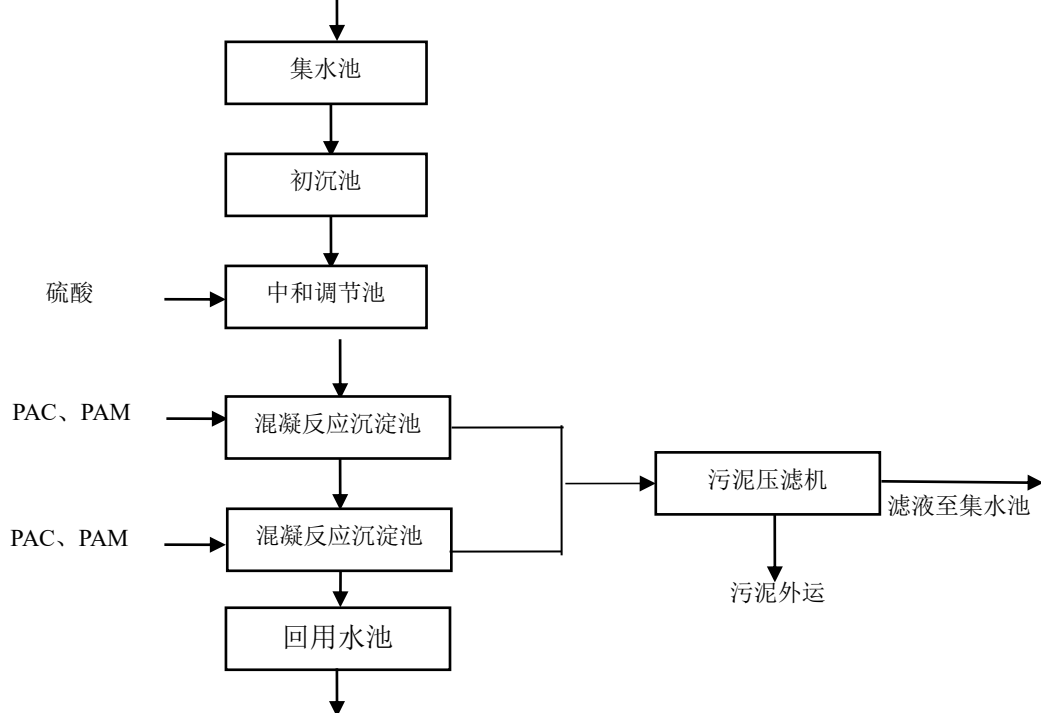 集水池
初沉池
硫酸
中和调节池
PAC、PAM
混凝反应沉淀池
污泥压滤机
滤液至集水池
PAC、PAM
混凝反应沉淀池
污泥外运
回用水池